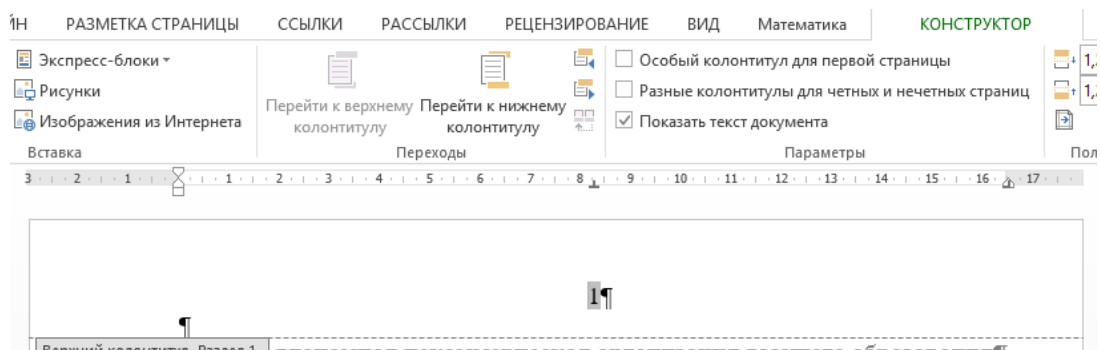 ЙН РАЗМЕТКА СТРАНИЦЫ ССЫЛКИ РАССЫЛКИ РЕЦЕНЗИРОВАНИЕ ВИД Математика КОНСТРУКТОР
Экспресс-блоки
Рисунки
Изображения из Интернета
Вставка
Перейти к верхнему колонтитулу
Перейти к нижнему колонтитулу
Переходы
Особый колонтитул для первой страницы
Разные колонтитулы для четных и нечетных страниц
Показать текст документа
Параметры
1,
1,
Пол
3 2 1 1 2 3 4 5 6 7 8 9 10 11 12 13 14 15 16 17
1¶
¶
Верхний колонтитул. Раздел 1